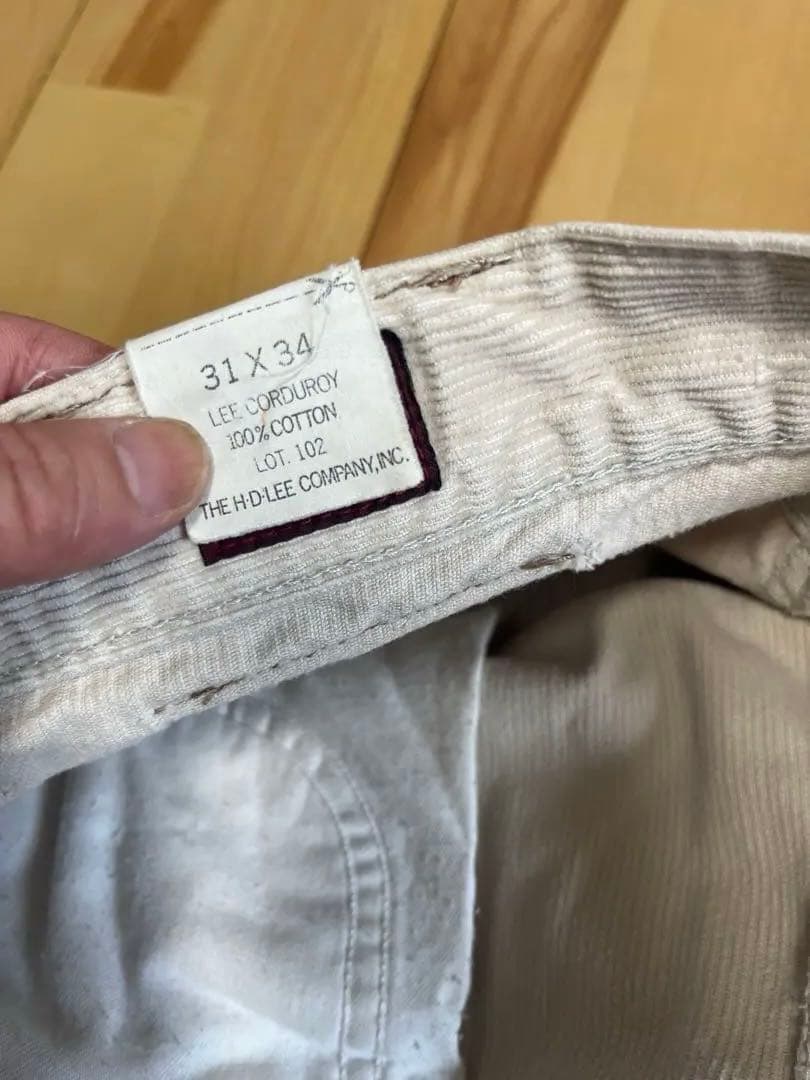 31 X 34
LEE CORDUROY
100% COTTON
LOT. 102
THE H·D·LEE COMPANY, INC.